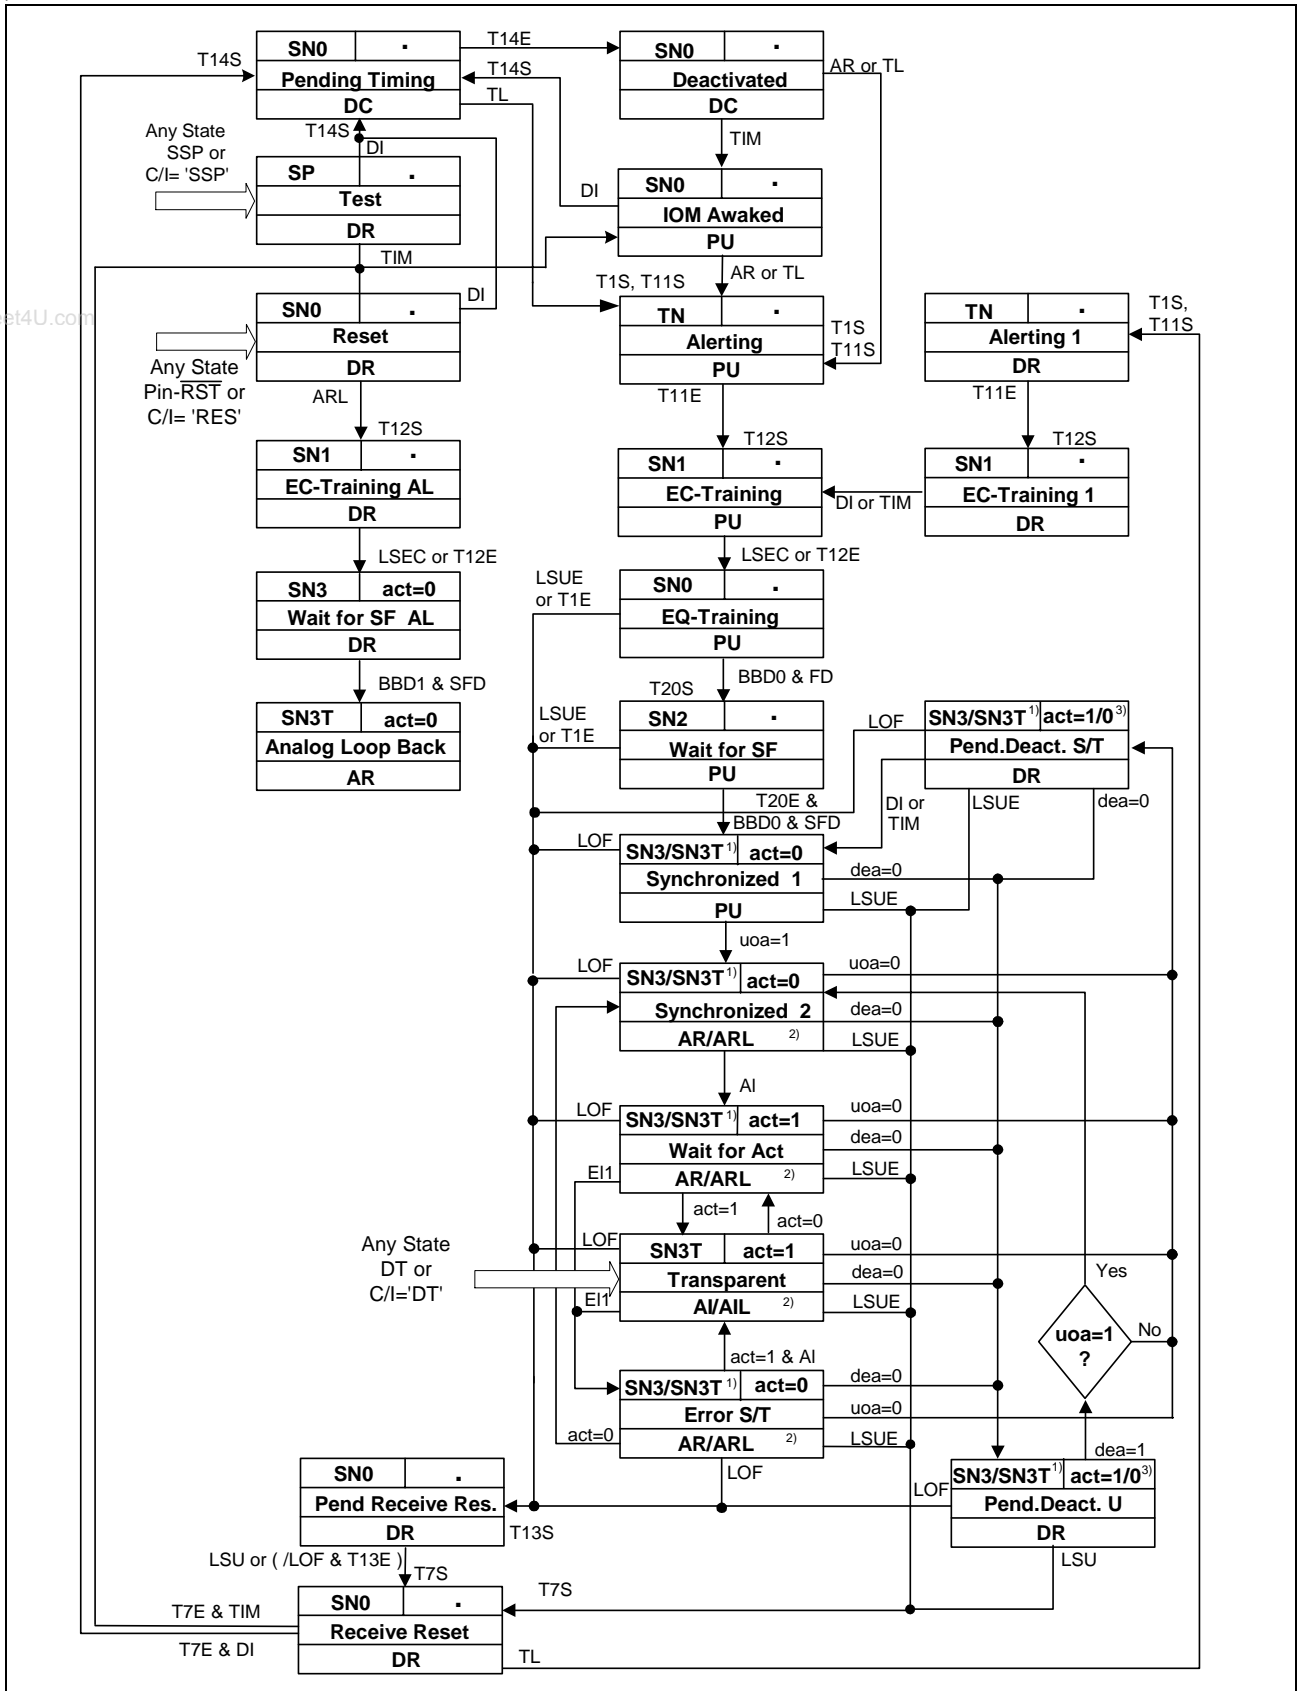 T14S
SN0 .
Pending Timing
DC
T14E
T14S
TL
SN0 .
Deactivated
DC
AR or TL
Any State
SSP or
C/I= 'SSP'
T14S
DI
SP .
Test
DR
TIM
DI
TIM
SN0 .
IOM Awaked
PU
AR or TL
T1S, T11S
et4U.com
Any State
Pin-RST or
C/I= 'RES'
SN0 .
Reset
DR
DI
ARL
TN .
Alerting
PU
T1S
T11S
T11E
TN .
Alerting 1
DR
T1S,
T11S
T11E
T12S
SN1 .
EC-Training AL
DR
LSEC or T12E
T12S
SN1 .
EC-Training
PU
DI or TIM
T12S
SN1 .
EC-Training 1
DR
LSEC or T12E
SN3 act=0
Wait for SF AL
DR
BBD1 & SFD
LSUE
or T1E
SN0 .
EQ-Training
PU
BBD0 & FD
SN3T act=0
Analog Loop Back
AR
T20S
LSUE
or T1E
SN2 .
Wait for SF
PU
T20E &
BBD0 & SFD
LOF
SN3/SN3T 1) act=1/0 3)
Pend.Deact. S/T
DR
DI or
TIM
LSUE
dea=0
LOF
SN3/SN3T 1) act=0
Synchronized 1
PU
dea=0
LSUE
uoa=1
LOF
SN3/SN3T 1) act=0
Synchronized 2
AR/ARL 2)
uoa=0
dea=0
LSUE
AI
LOF
SN3/SN3T 1) act=1
Wait for Act
AR/ARL 2)
uoa=0
dea=0
LSUE
EI1
act=1
act=0
Any State
DT or
C/I='DT'
LOF
SN3T act=1
Transparent
AI/AIL 2)
uoa=0
dea=0
LSUE
EI1
Yes
uoa=1
?
No
act=1 & AI
SN3/SN3T 1) act=0
Error S/T
AR/ARL 2)
dea=0
uoa=0
LSUE
act=0
LOF
dea=1
SN3/SN3T 1) act=1/0 3)
Pend.Deact. U
DR
LOF
LSU
SN0 .
Pend Receive Res.
DR
T13S
LSU or ( /LOF & T13E )
T7S
SN0 .
Receive Reset
DR
T7S
T7E & TIM
T7E & DI
TL